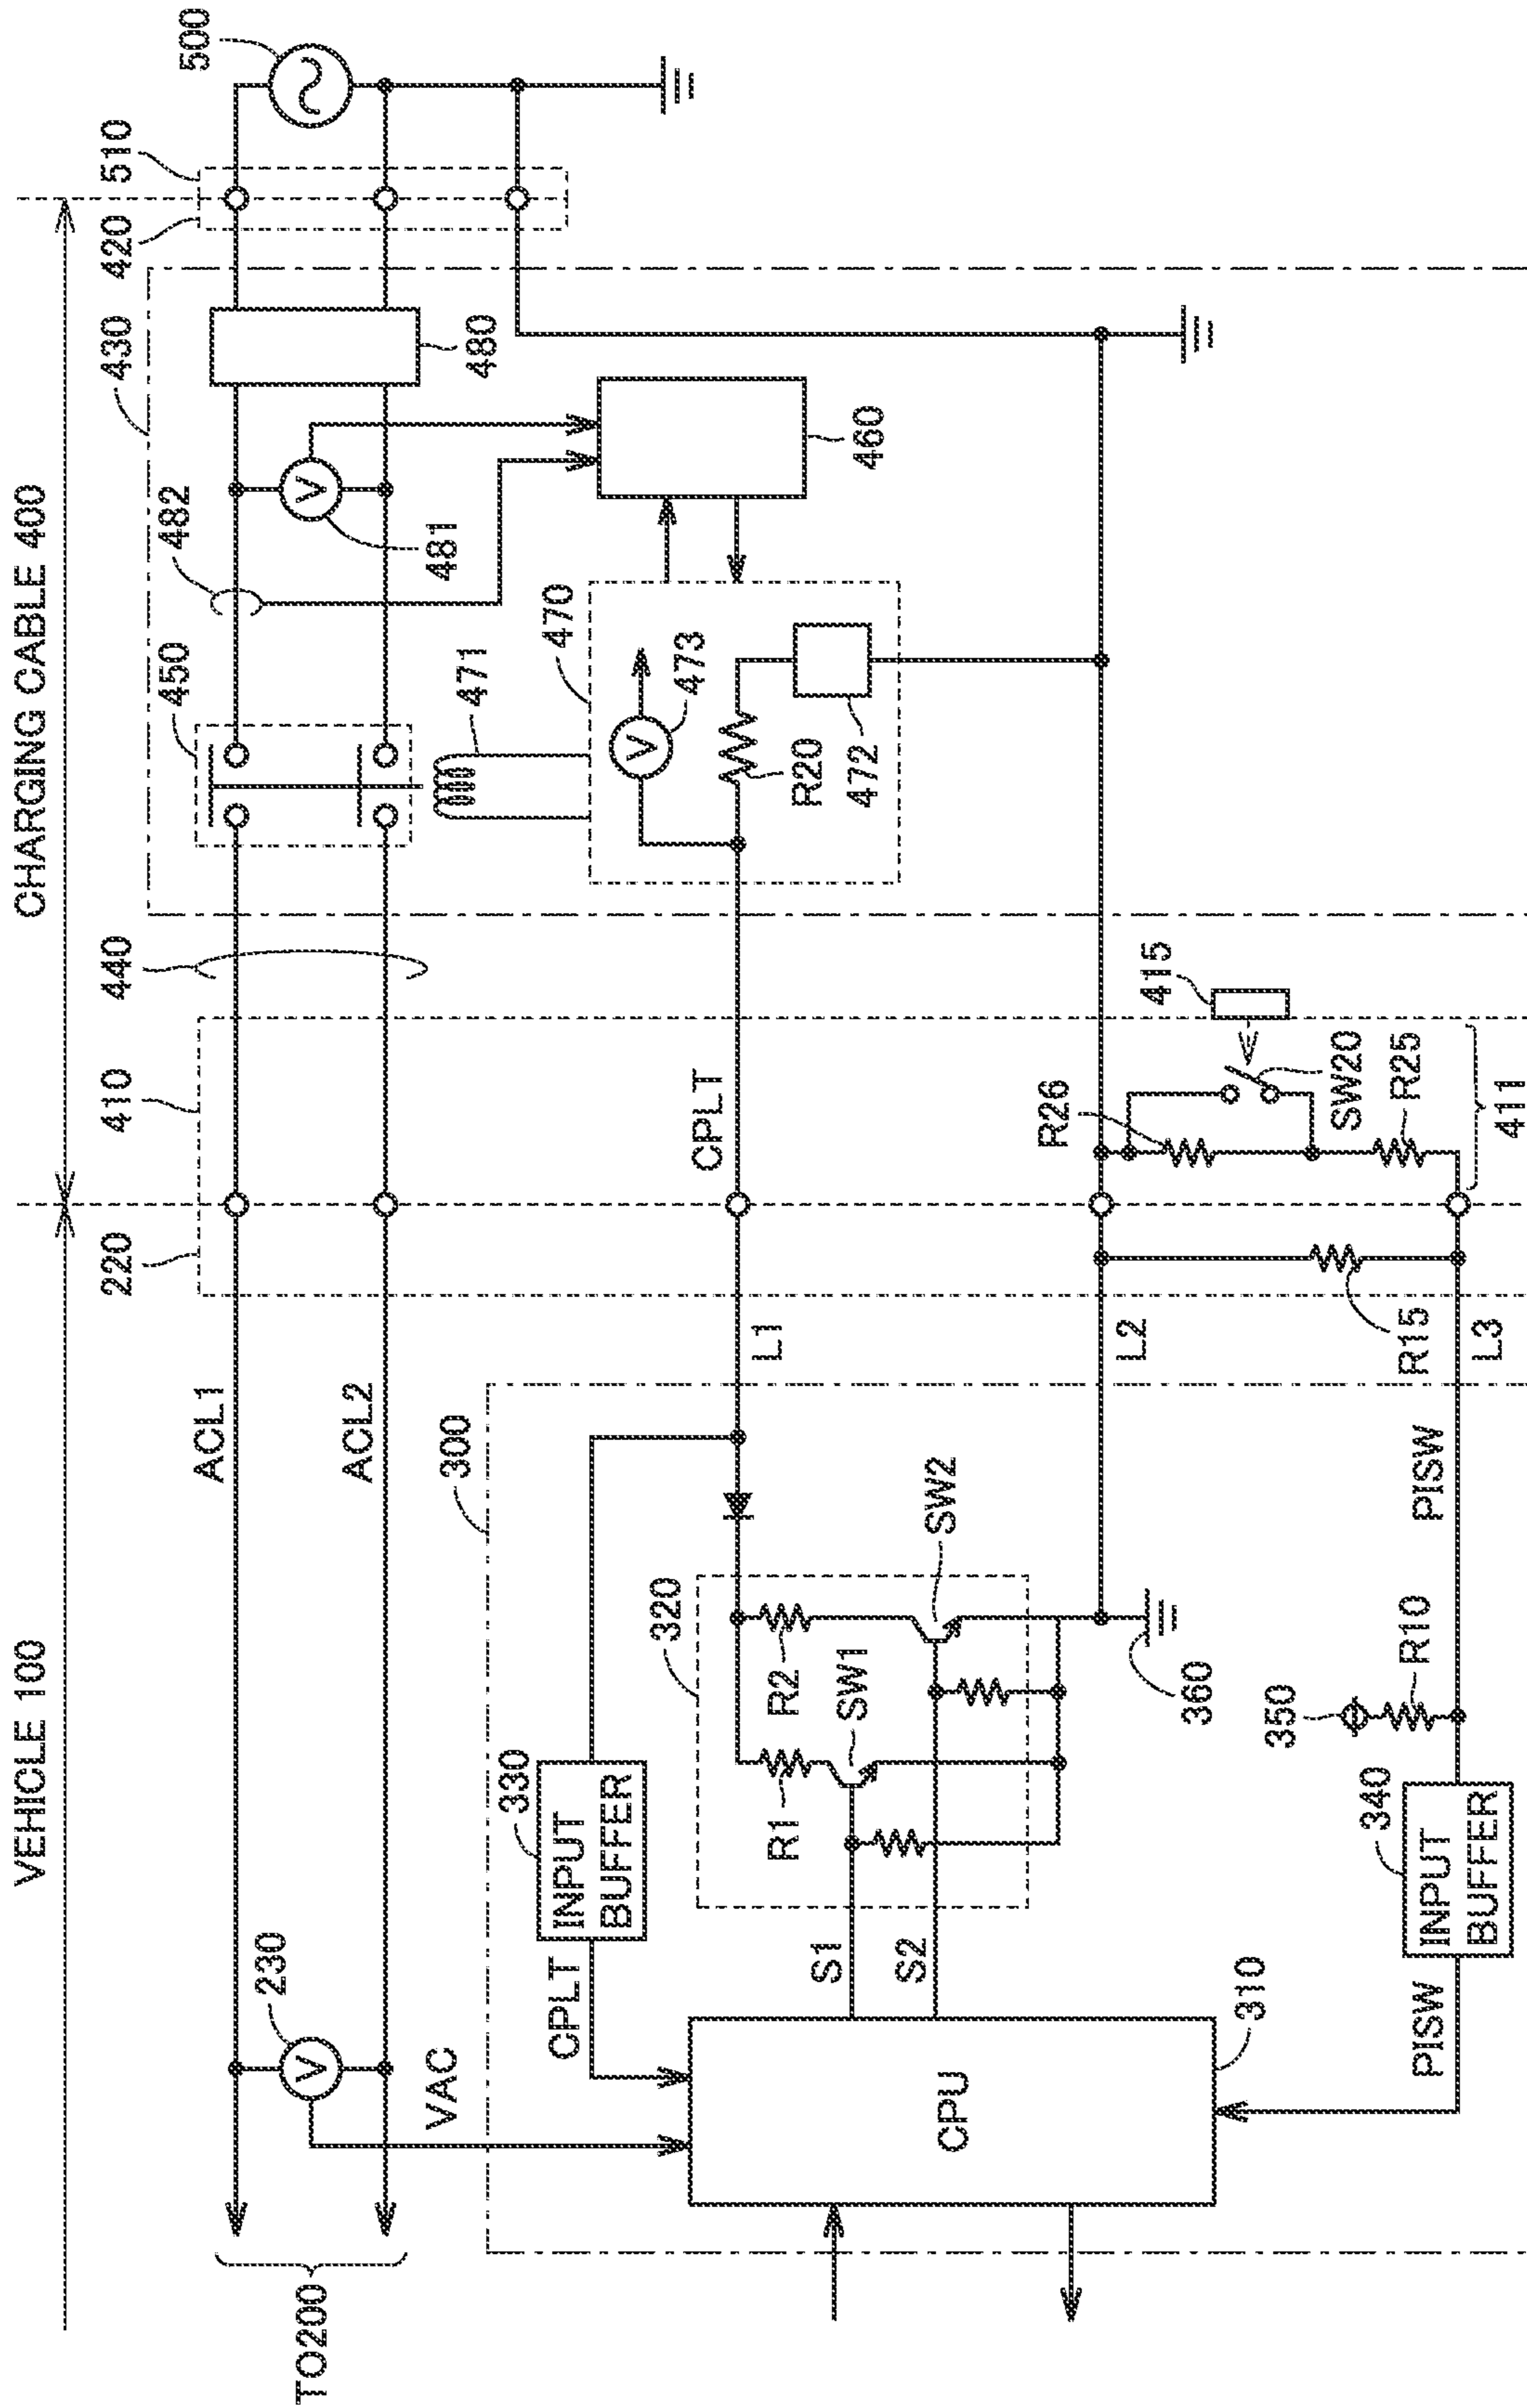 VEHICLE 100
CHARGING CABLE 400
500
510
420
430
480
482
481
460
450
471
470
473
R20
472
440
410
220
415
CPLT
R26
SW20
R25
411
ACL1
ACL2
L1
L2
R15
L3
300
PISW
SW2
320
R2
SW1
R1
330
INPUT
BUFFER
360
350
R10
340
INPUT
BUFFER
230
VAC
CPLT
S1
S2
310
CPU
PISW
TO200